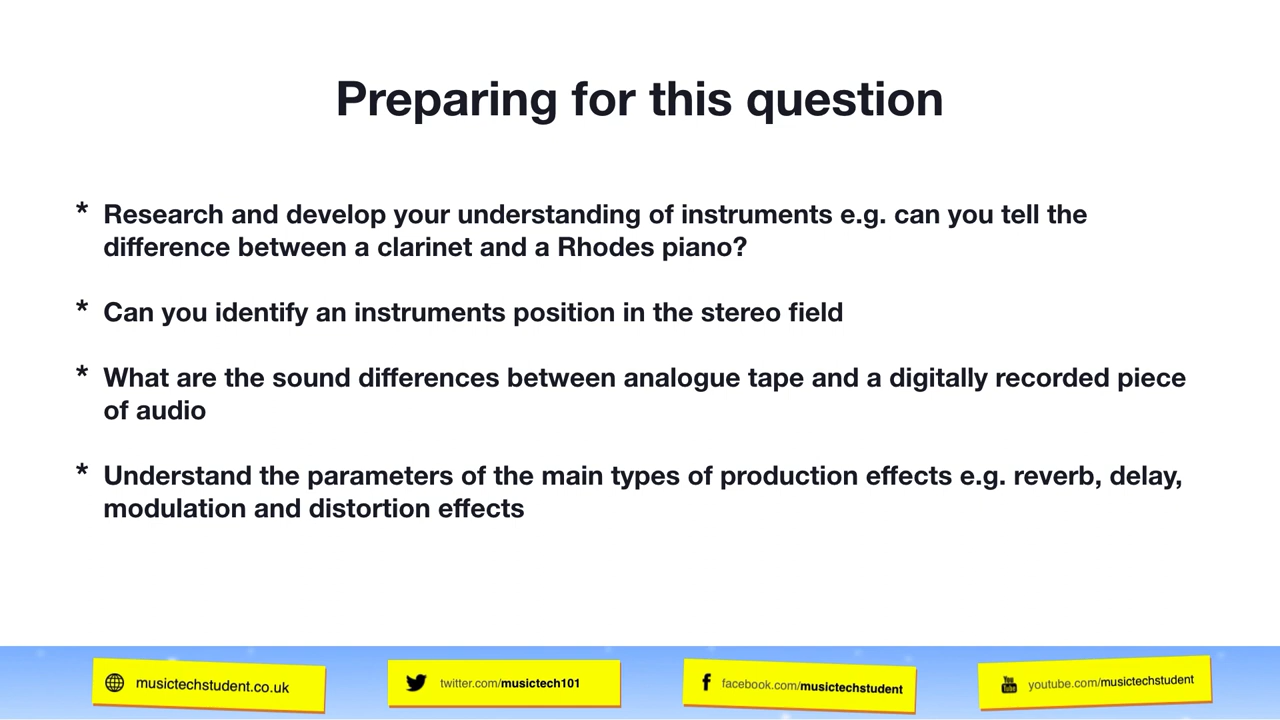 Preparing for this question
* Research and develop your understanding of instruments e.g. can you tell the
difference between a clarinet and a Rhodes piano?
* Can you identify an instruments position in the stereo field
* What are the sound differences between analogue tape and a digitally recorded piece
of audio
* Understand the parameters of the main types of production effects e.g. reverb, delay,
modulation and distortion effects
musictechstudent.co.uk
twitter.com/musictech101
facebook.com/musictechstudent
You Tube
youtube.com/musictechstudent